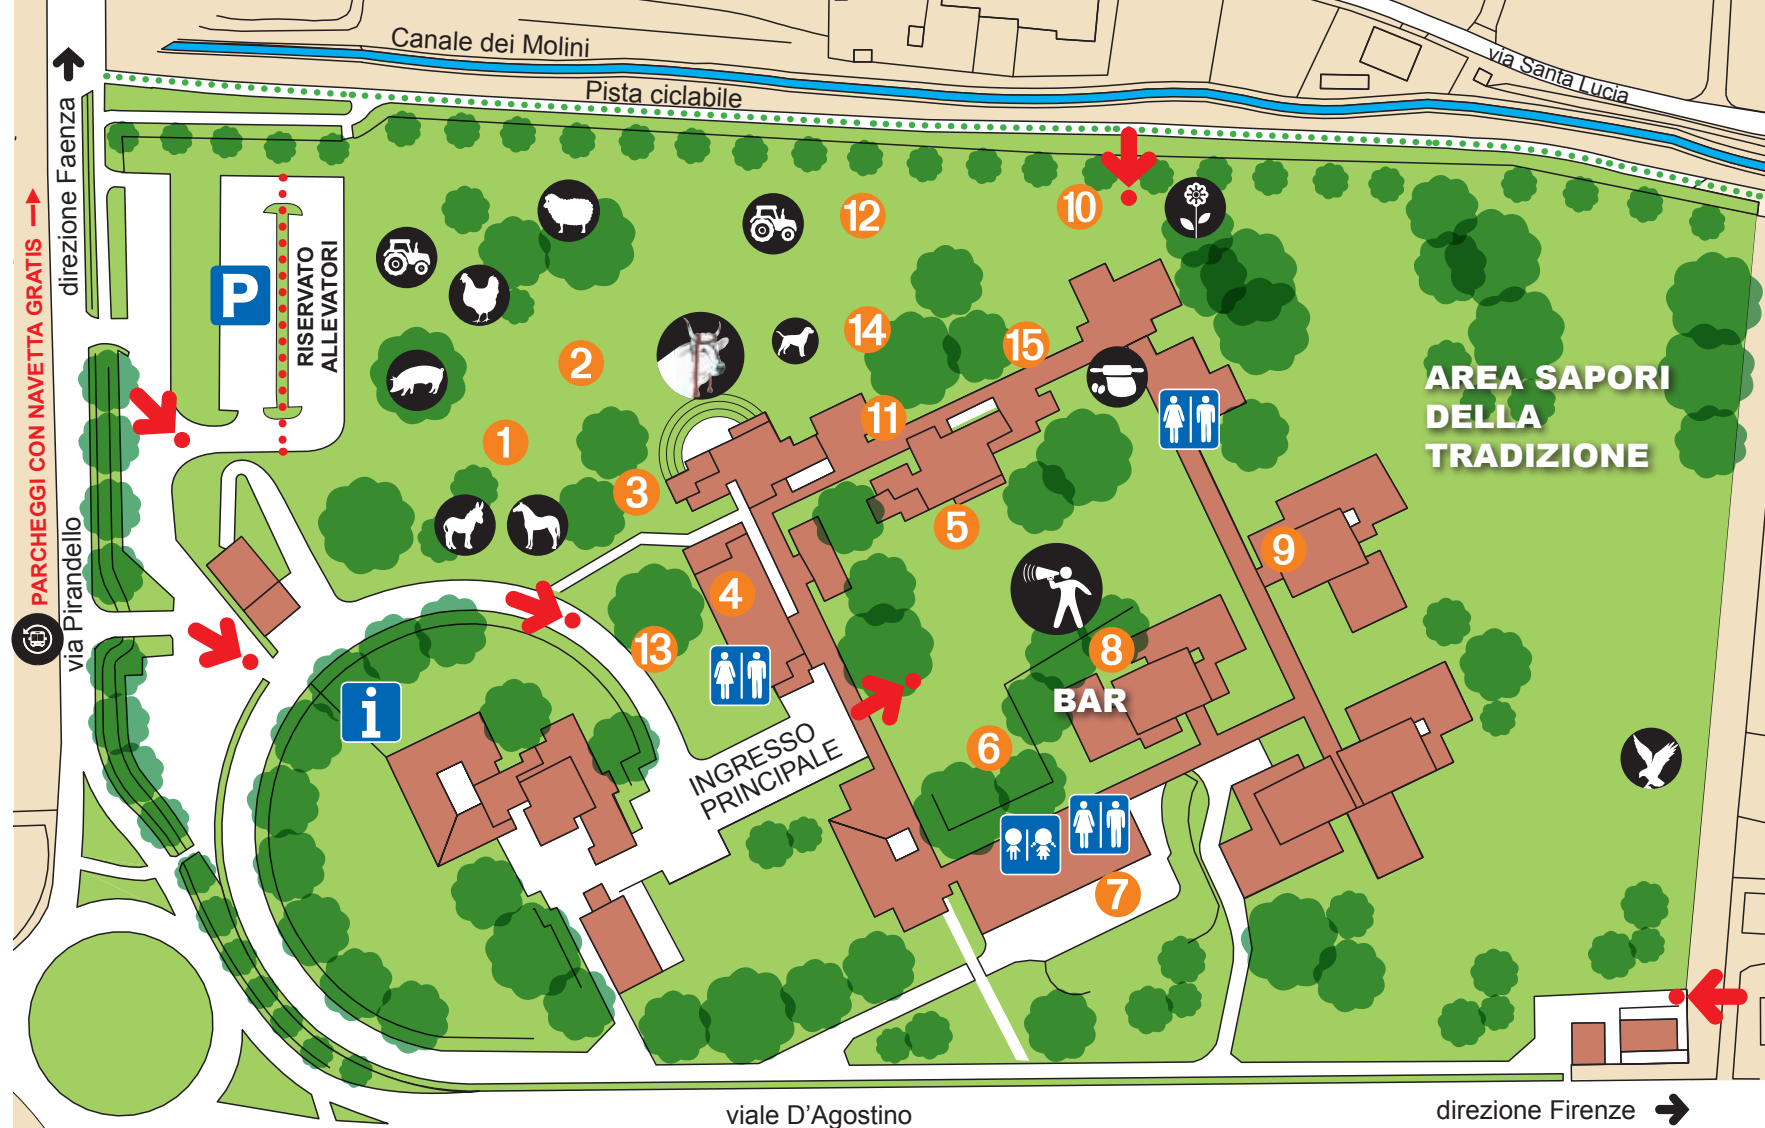 Canale dei Molini
Pista ciclabile
via Santa Lucia
direzione Faenza
PARCHEGGI CON NAVETTA GRATIS
via Pirandello
P
RISERVATO
ALLEVATORI
12
10
14
15
2
11
1
3
5
9
4
13
8
BAR
6
7
AREA SAPORI
DELLA
TRADIZIONE
i
INGRESSO
PRINCIPALE
viale D'Agostino
direzione Firenze